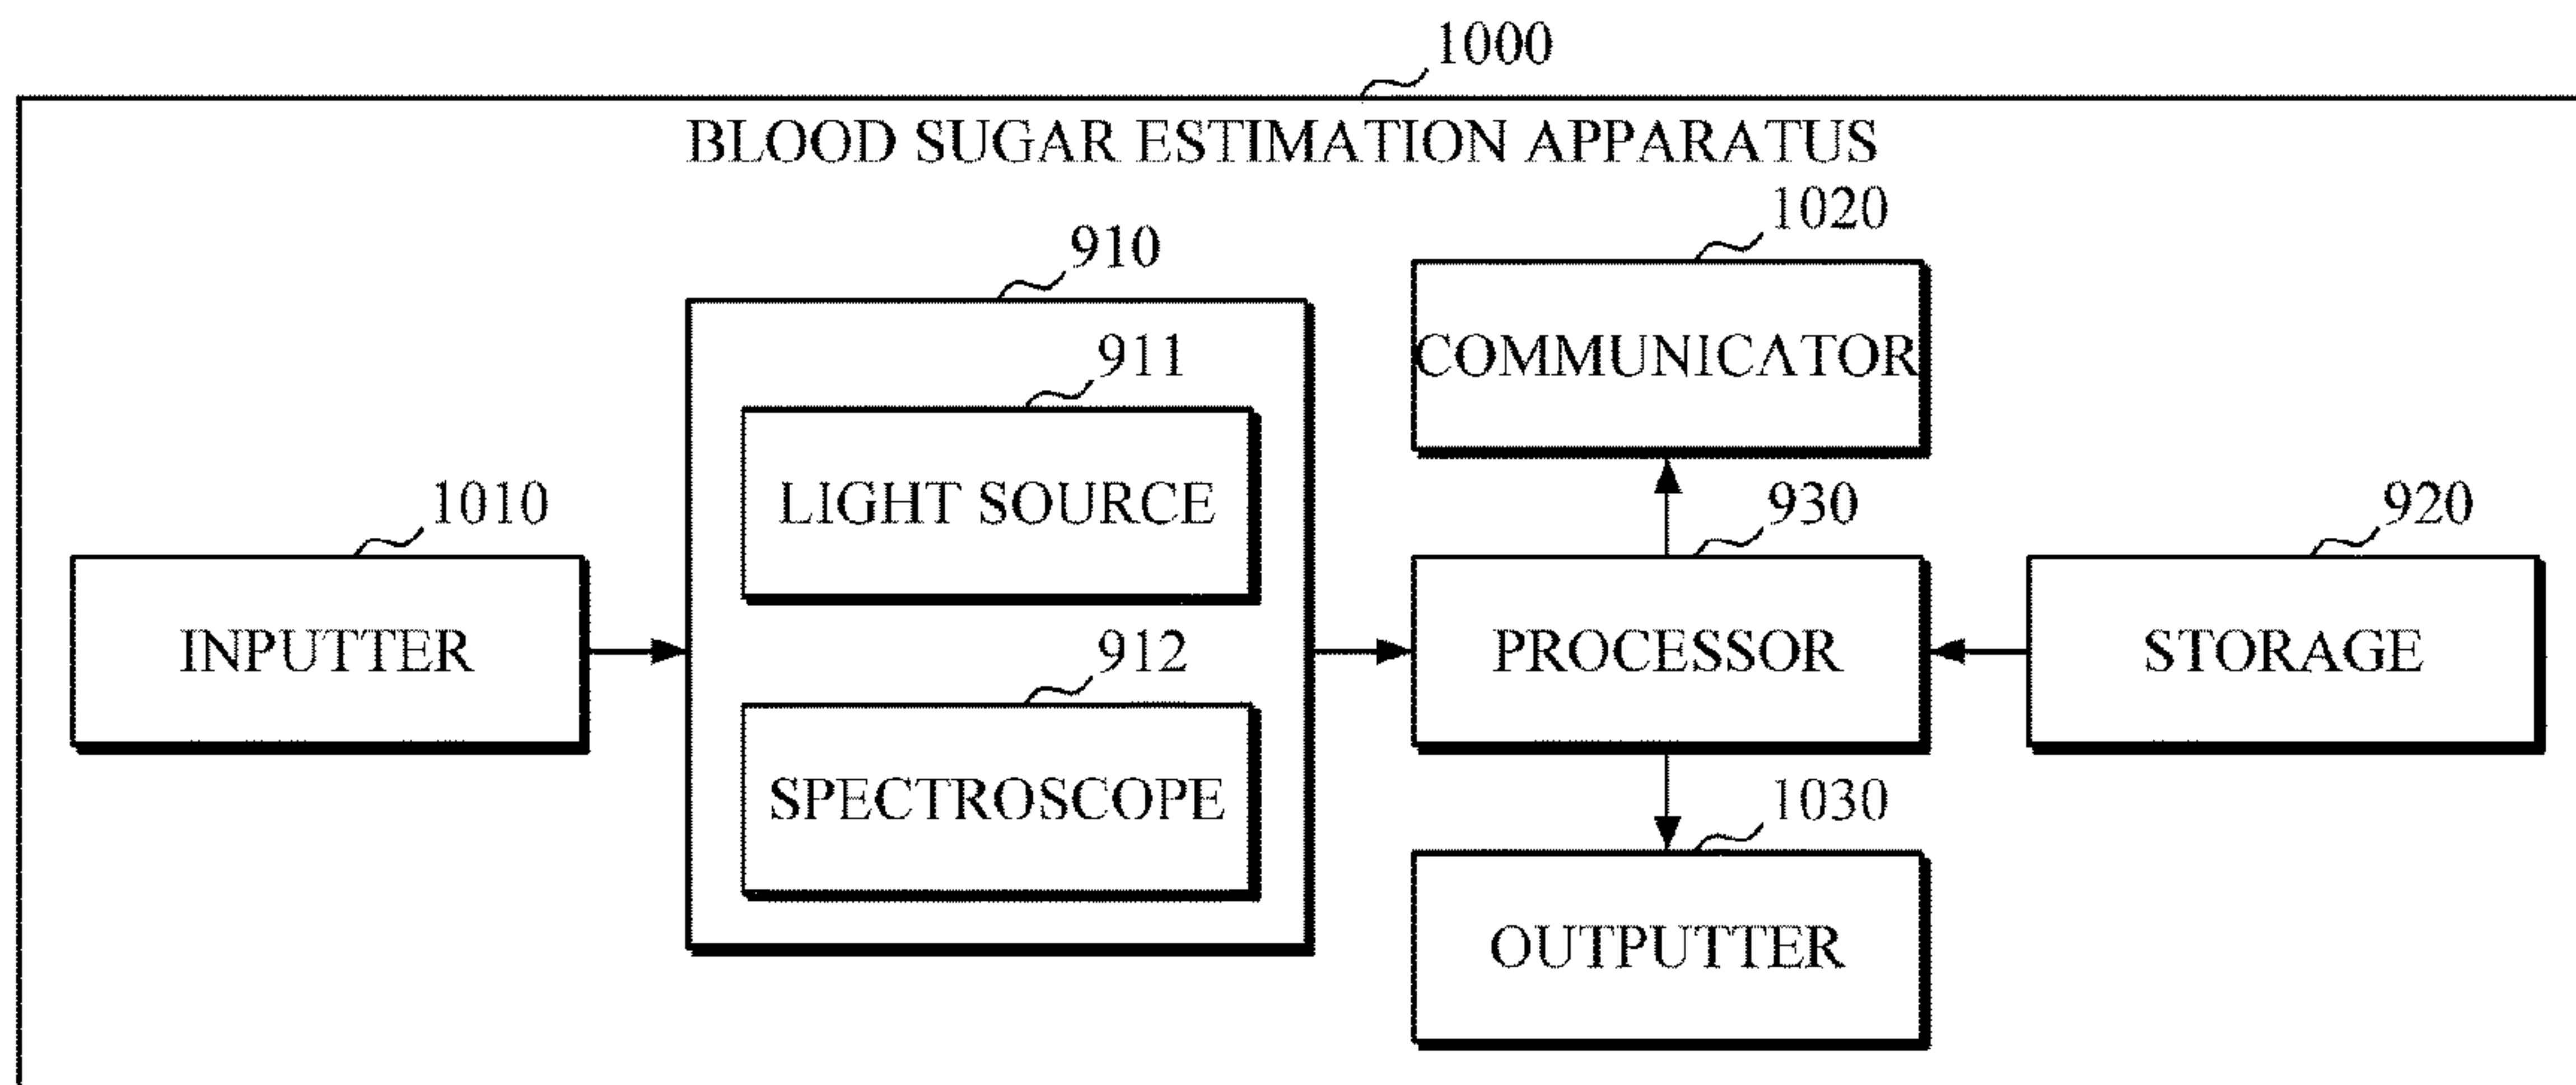 1000
BLOOD SUGAR ESTIMATION APPARATUS
1020
910
COMMUNICATOR
911
LIGHT SOURCE
1010
930
920
INPUTTER
PROCESSOR
STORAGE
912
SPECTROSCOPE
1030
OUTPUTTER